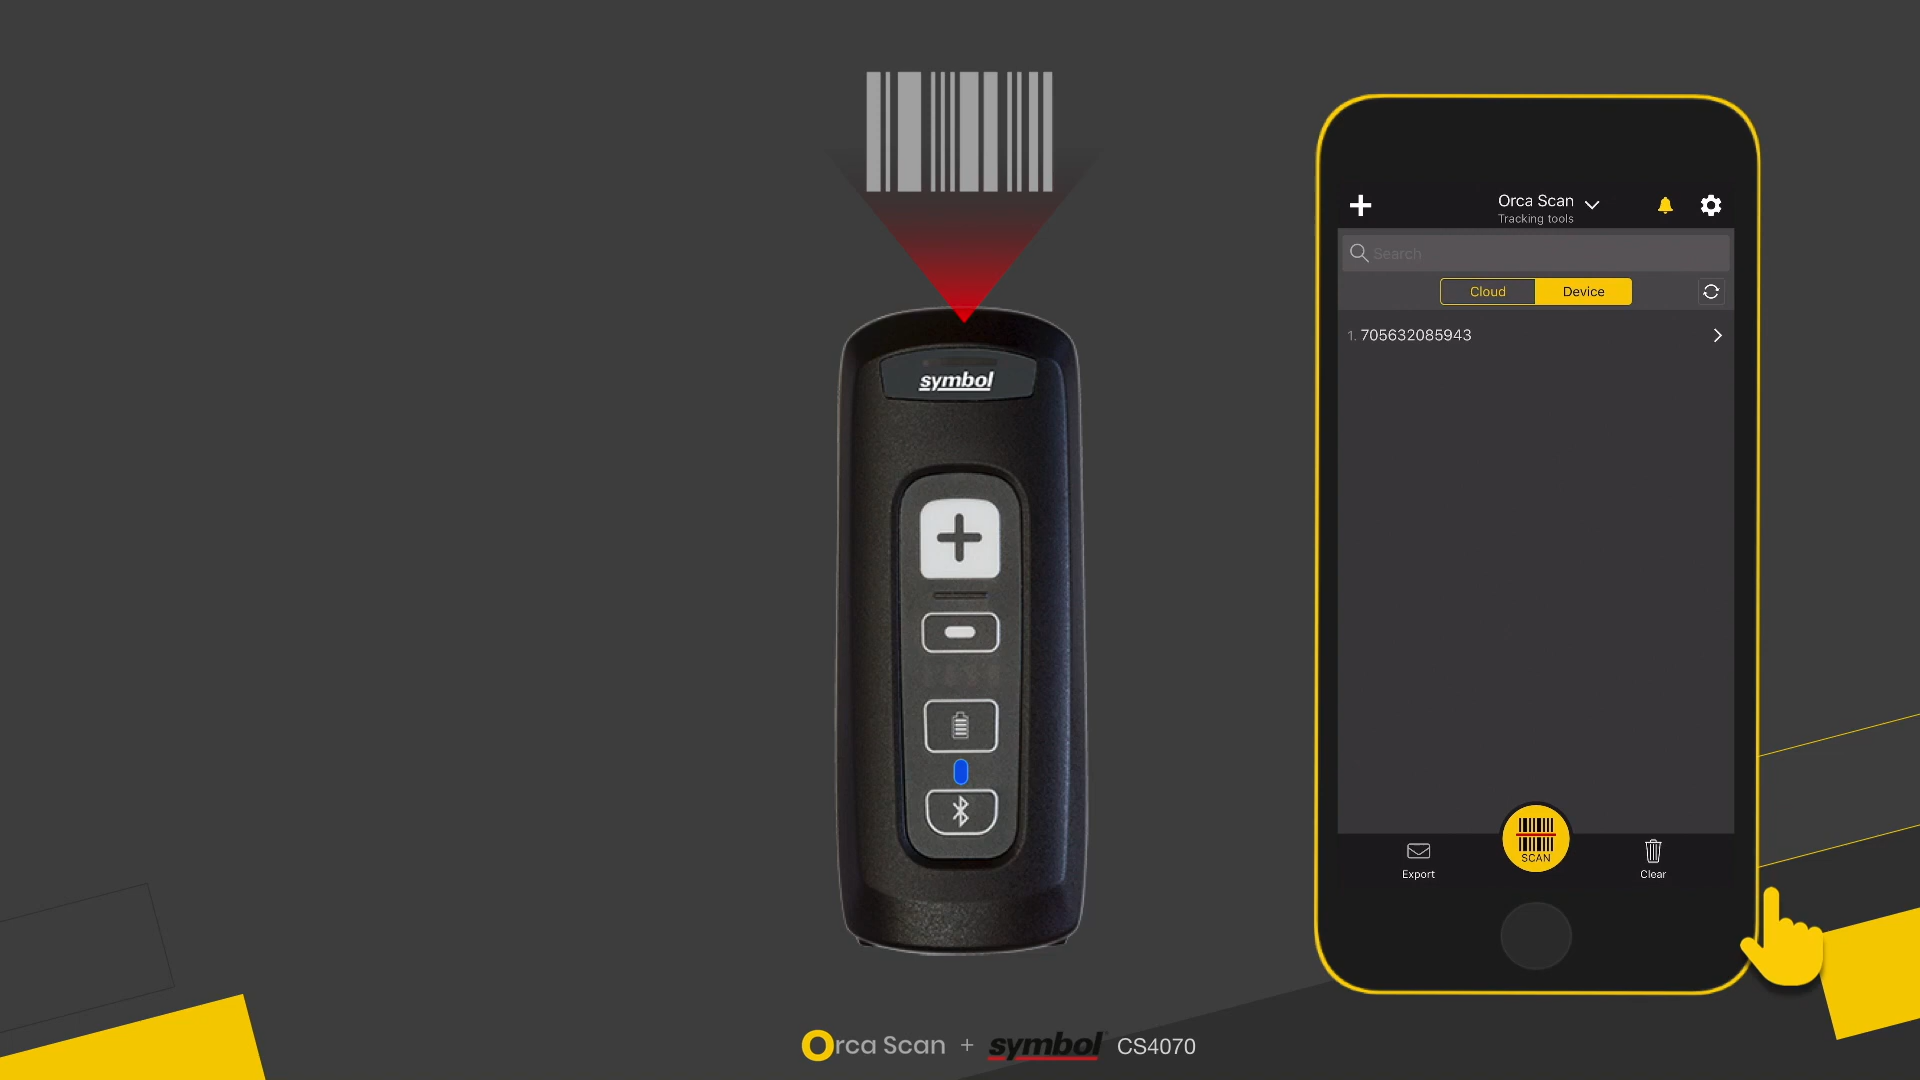 symbol
Orca Scan
Tracking tools
Search
Cloud
Device
1. 705632085943
SCAN
Export
Clear
Orca Scan + symbol CS4070